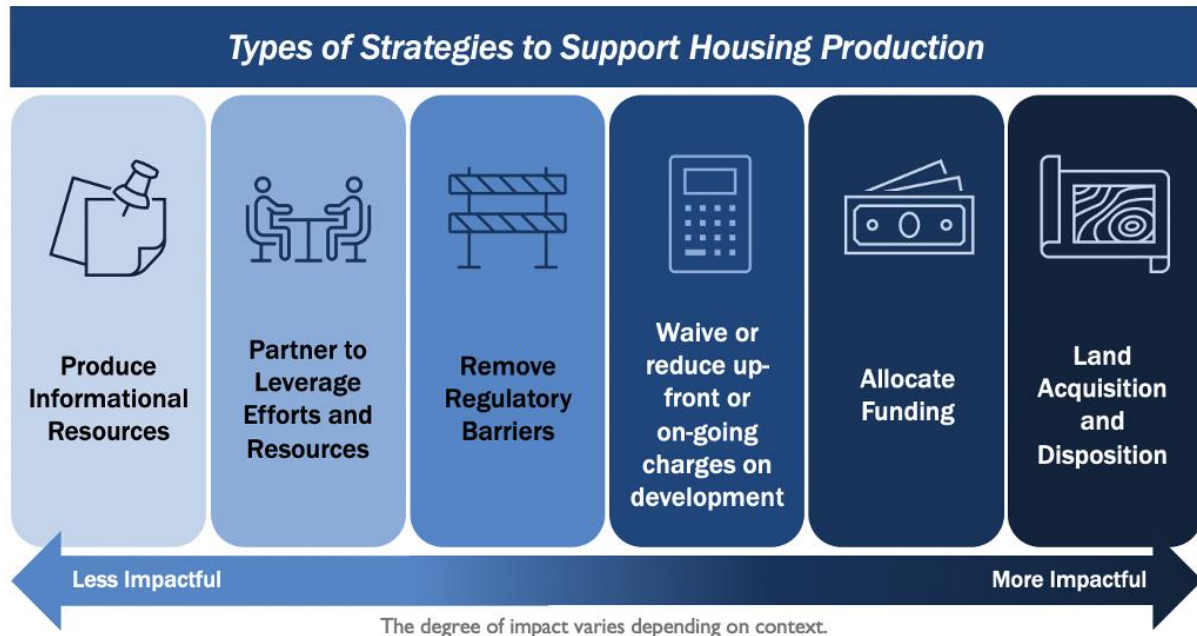 Types of Strategies to Support Housing Production
Produce
Informational
Resources
Partner to
Leverage
Efforts and
Resources
Remove
Regulatory
Barriers
Waive or
reduce up-
front or
on-going
charges on
development
Allocate
Funding
Land
Acquisition
and
Disposition
Less Impactful
More Impactful
The degree of impact varies depending on context.